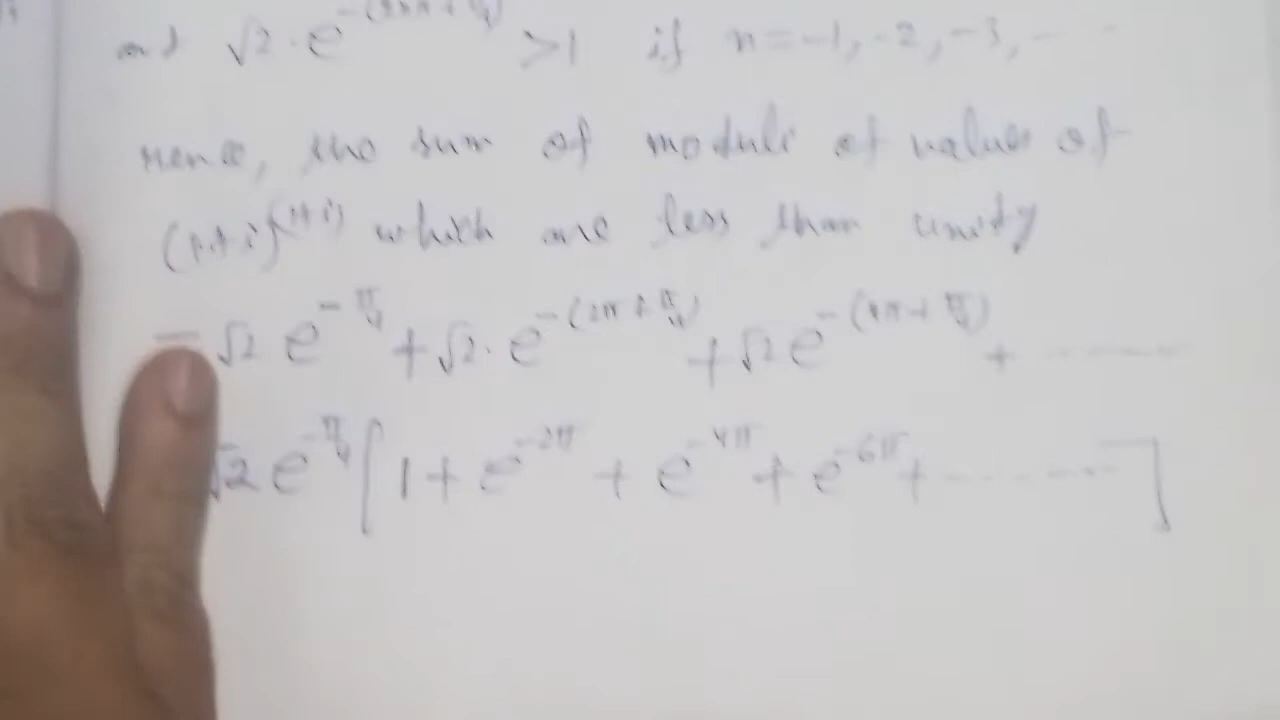 and √2 · e^-(2nπ + π/4) > 1 if n = -1, -2, -3, ...
Hence, the sum of moduli of values of
(1+i)^(1+i) which are less than unity
= √2 e^-π/4 + √2 · e^-(2π + π/4) + √2 e^-(4π + π/4) + ......
√2 e^-π/4 [1 + e^-2π + e^-4π + e^-6π + ......]